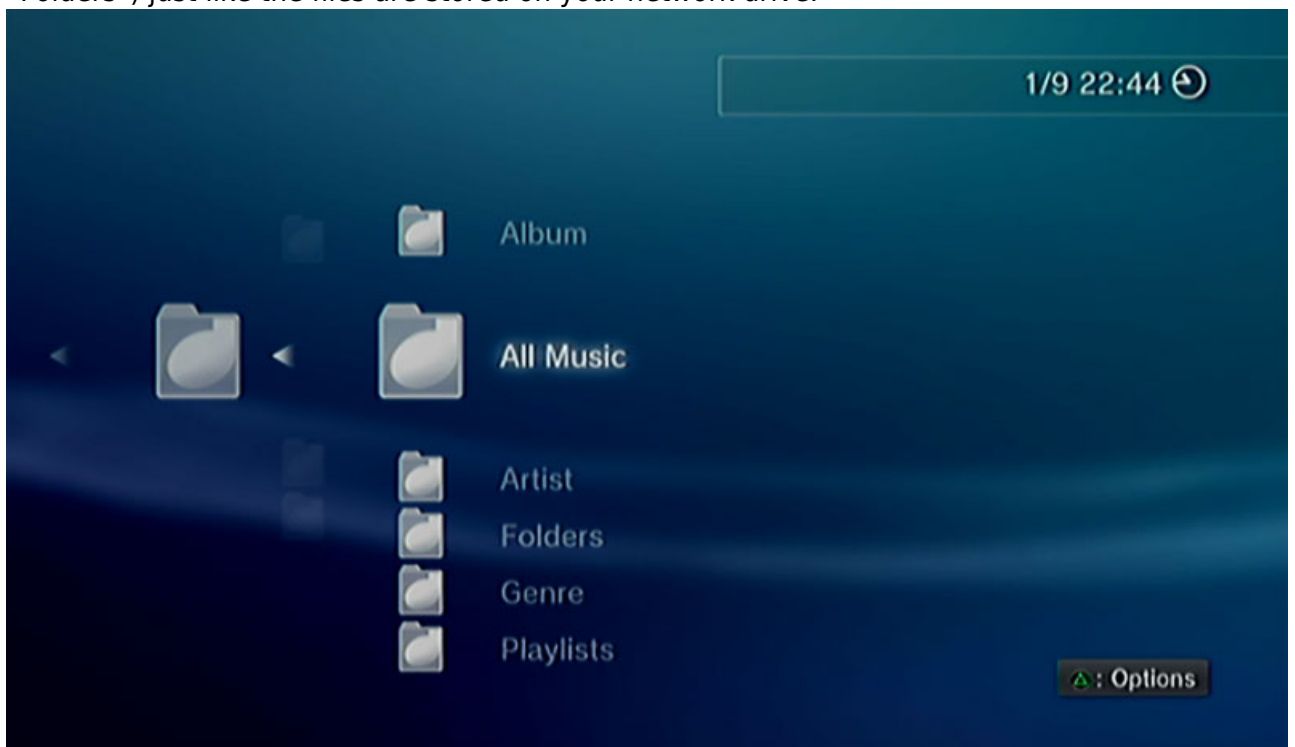 1/9 22:44
Album
All Music
Artist
Folders
Genre
Playlists
: Options